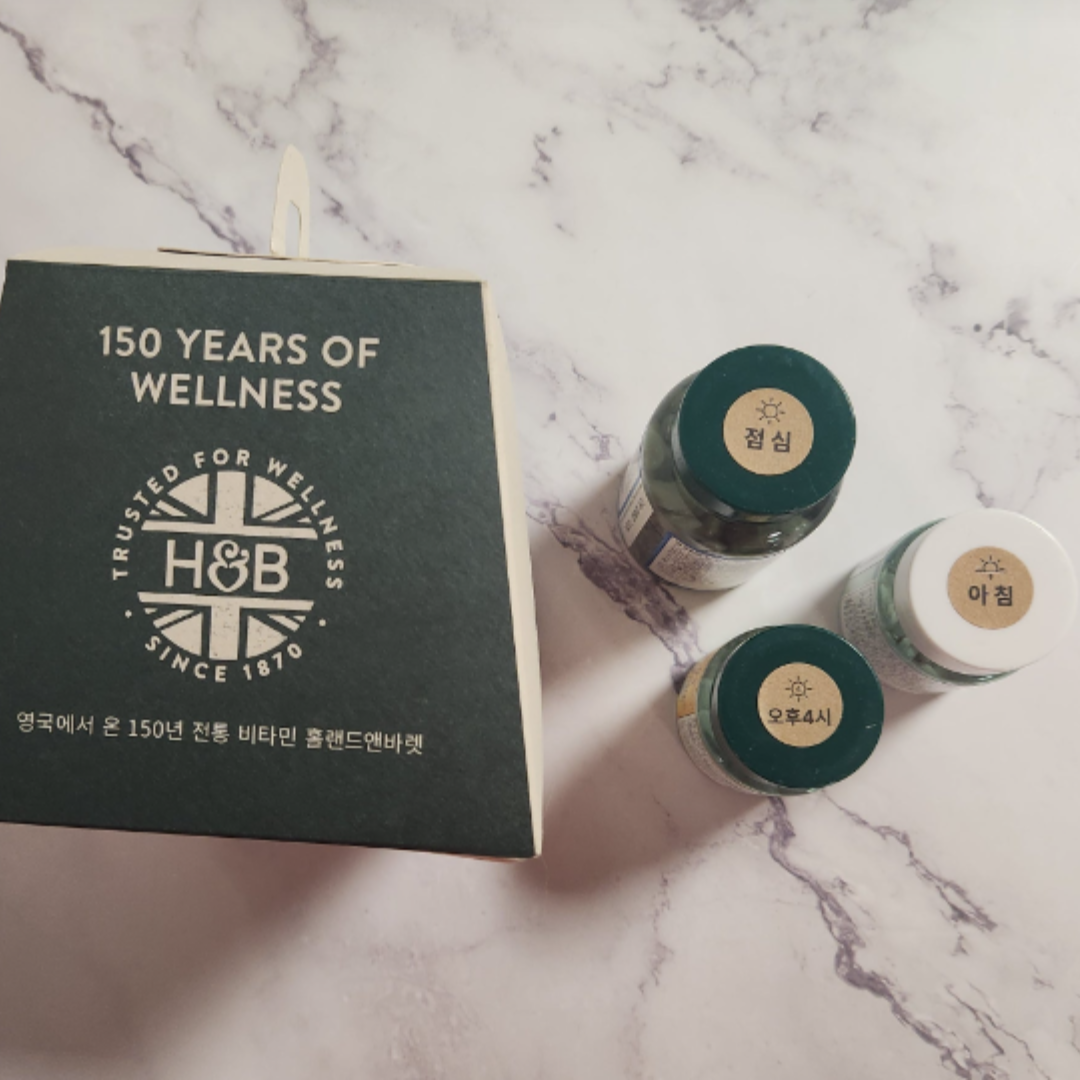 150 YEARS OF
WELLNESS
TRUSTED FOR WELLNESS
H&B
SINCE 1870
영국에서 온 150년 전통 비타민 홀랜드앤바렛
점심
아침
오후4시